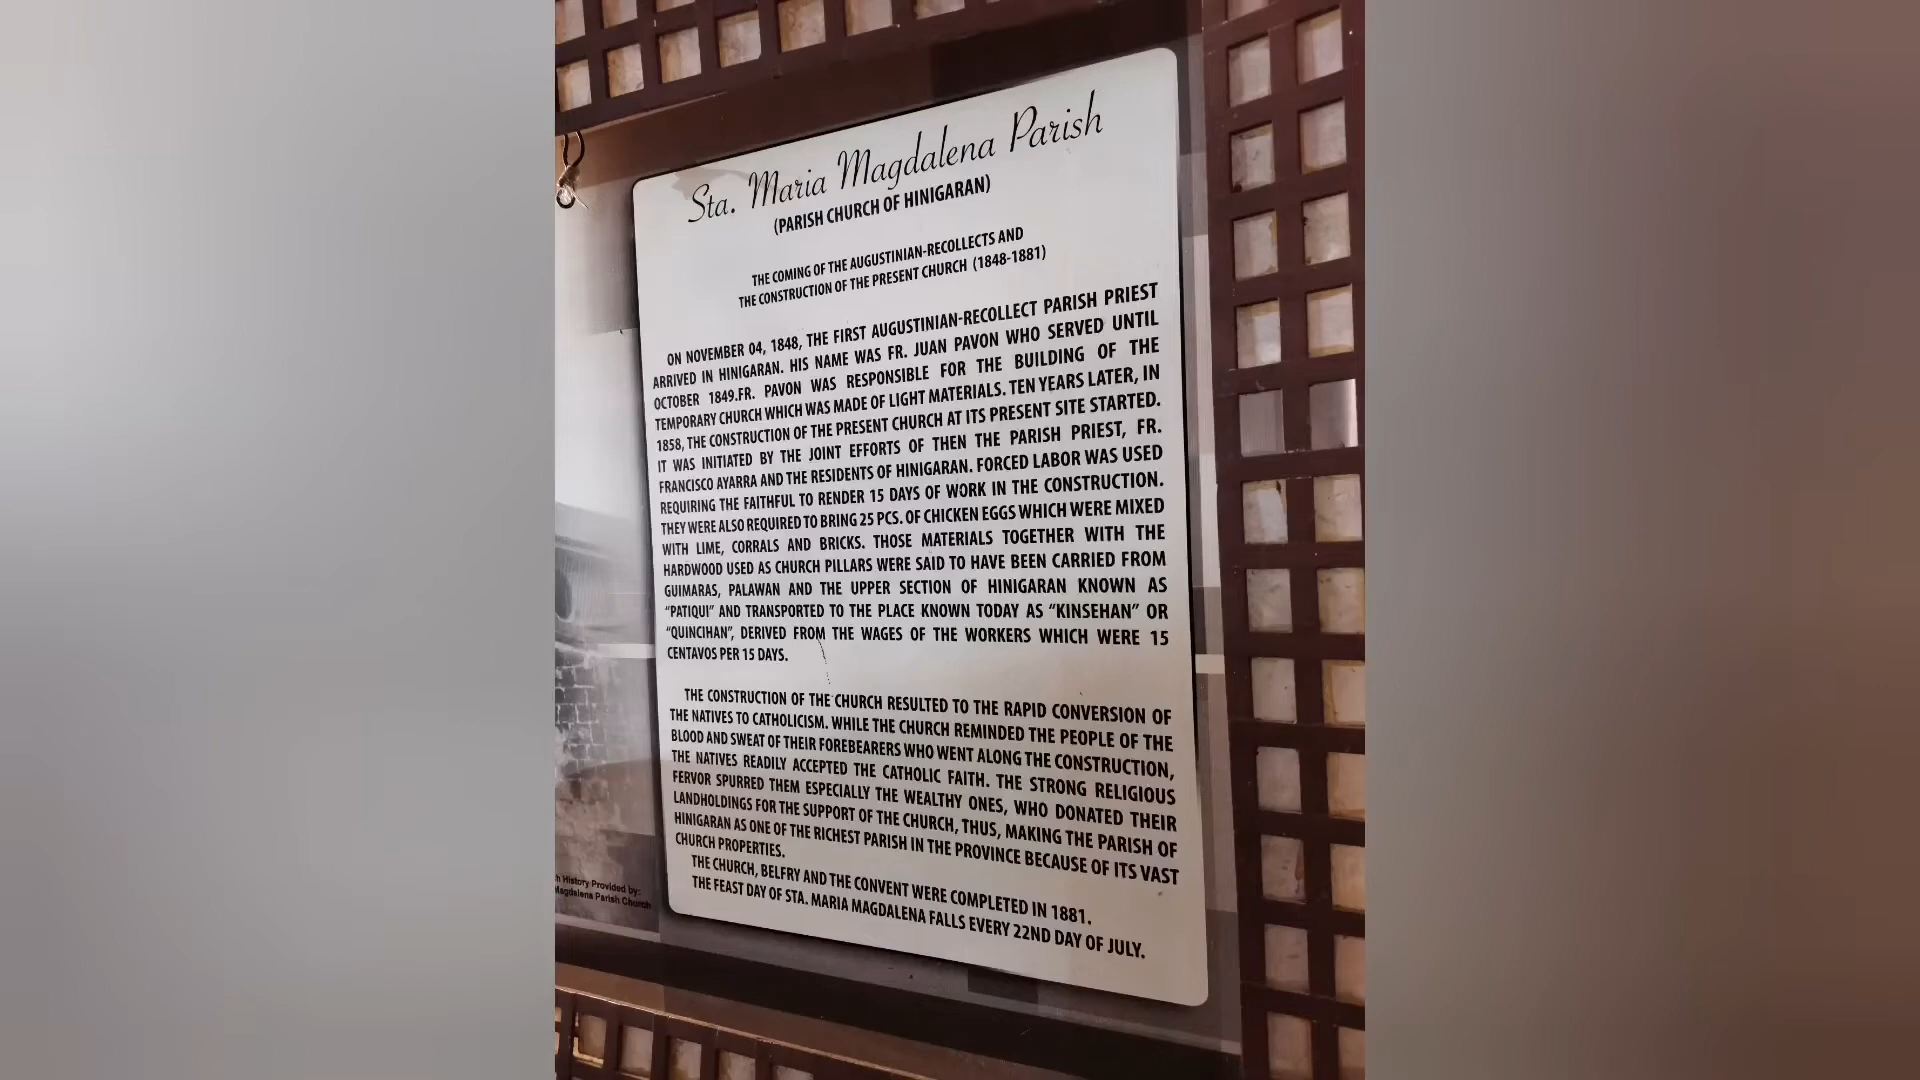 Sta. Maria Magdalena Parish
(PARISH CHURCH OF HINIGARAN)
THE COMING OF THE AUGUSTINIAN-RECOLLECTS AND
THE CONSTRUCTION OF THE PRESENT CHURCH (1848-1881)
ON NOVEMBER 04, 1848, THE FIRST AUGUSTINIAN-RECOLLECT PARISH PRIEST
ARRIVED IN HINIGARAN. HIS NAME WAS FR. JUAN PAVON WHO SERVED UNTIL
OCTOBER 1849.FR. PAVON WAS RESPONSIBLE FOR THE BUILDING OF THE
TEMPORARY CHURCH WHICH WAS MADE OF LIGHT MATERIALS. TEN YEARS LATER, IN
1858, THE CONSTRUCTION OF THE PRESENT CHURCH AT ITS PRESENT SITE STARTED.
IT WAS INITIATED BY THE JOINT EFFORTS OF THEN THE PARISH PRIEST, FR.
FRANCISCO AYARRA AND THE RESIDENTS OF HINIGARAN. FORCED LABOR WAS USED
REQUIRING THE FAITHFUL TO RENDER 15 DAYS OF WORK IN THE CONSTRUCTION.
THEY WERE ALSO REQUIRED TO BRING 25 PCS. OF CHICKEN EGGS WHICH WERE MIXED
WITH LIME, CORRALS AND BRICKS. THOSE MATERIALS TOGETHER WITH THE
HARDWOOD USED AS CHURCH PILLARS WERE SAID TO HAVE BEEN CARRIED FROM
GUIMARAS, PALAWAN AND THE UPPER SECTION OF HINIGARAN KNOWN AS
"PATIQUI" AND TRANSPORTED TO THE PLACE KNOWN TODAY AS "KINSEHAN" OR
"QUINCIHAN", DERIVED FROM THE WAGES OF THE WORKERS WHICH WERE 15
CENTAVOS PER 15 DAYS.
THE CONSTRUCTION OF THE CHURCH RESULTED TO THE RAPID CONVERSION OF
THE NATIVES TO CATHOLICISM. WHILE THE CHURCH REMINDED THE PEOPLE OF THE
BLOOD AND SWEAT OF THEIR FOREBEARERS WHO WENT ALONG THE CONSTRUCTION,
THE NATIVES READILY ACCEPTED THE CATHOLIC FAITH. THE STRONG RELIGIOUS
FERVOR SPURRED THEM ESPECIALLY THE WEALTHY ONES, WHO DONATED THEIR
LANDHOLDINGS FOR THE SUPPORT OF THE CHURCH, THUS, MAKING THE PARISH OF
HINIGARAN AS ONE OF THE RICHEST PARISH IN THE PROVINCE BECAUSE OF ITS VAST
CHURCH PROPERTIES.
THE CHURCH, BELFRY AND THE CONVENT WERE COMPLETED IN 1881.
THE FEAST DAY OF STA. MARIA MAGDALENA FALLS EVERY 22ND DAY OF JULY.
History Provided by:
Magdalena Parish Church